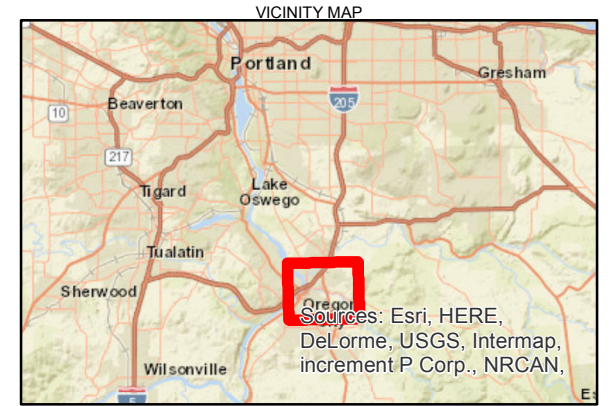 VICINITY MAP
Portland
Gresham
205
Beaverton
10
217
Tigard
Lake
Oswego
Tualatin
Sherwood
Oregon
Sources: Esri, HERE,
DeLorme, USGS, Intermap,
increment P Corp., NRCAN,
Wilsonville
5